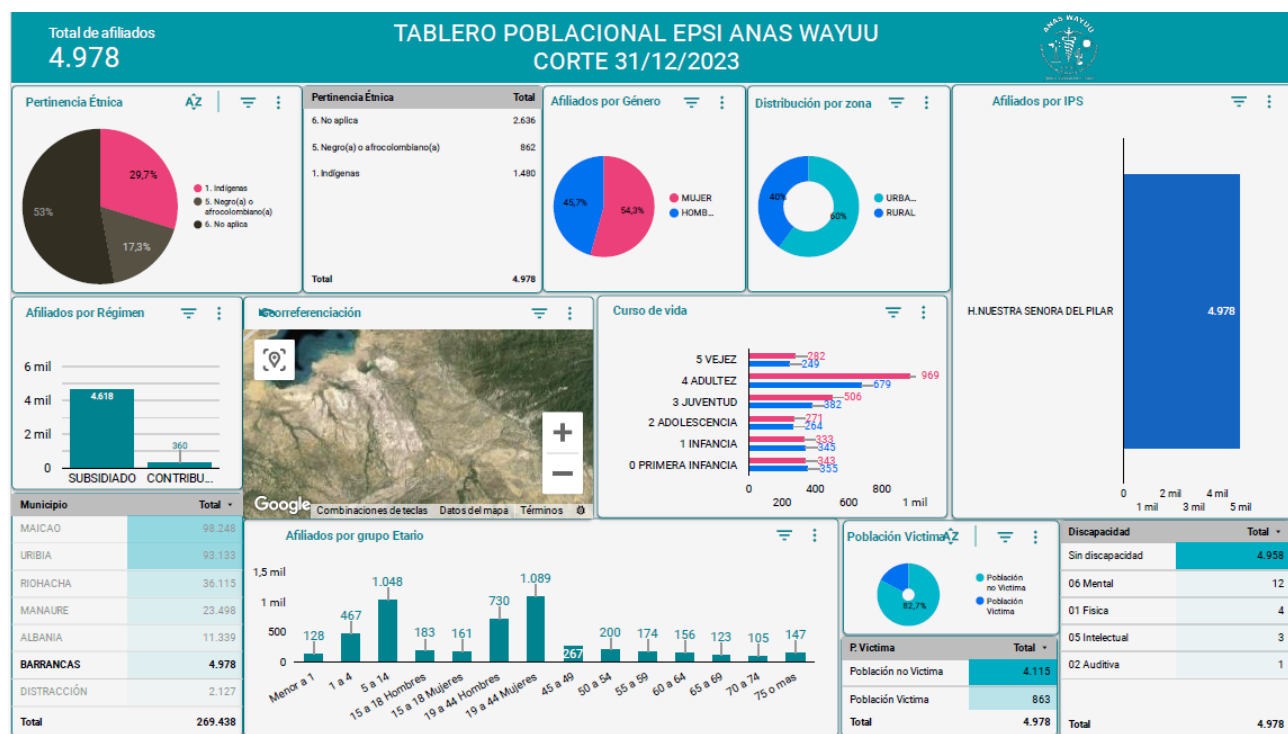 Total de afiliados
4.978
TABLERO POBLACIONAL EPSI ANAS WAYUU
CORTE 31/12/2023
ANAS WAYUU
Pertinencia Étnica
AZ
29,7%
53%
17,3%
1. Indígenas
5. Negro(a) o
afrocolombiano(a)
6. No aplica
Pertinencia Étnica Total
6. No aplica 2.636
5. Negro(a) o afrocolombiano(a) 862
1. Indígenas 1.480
Total 4.978
Afiliados por Género
45,7%
54,3%
MUJER
HOMB...
Distribución por zona
40%
60%
URBA...
RURAL
Afiliados por IPS
H.NUESTRA SENORA DEL PILAR
4.978
0 2 mil 4 mil
1 mil 3 mil 5 mil
Afiliados por Régimen
6 mil
4 mil
2 mil
0
4.618
360
SUBSIDIADO CONTRIBU...
Georreferenciación
Google
Combinaciones de teclas Datos del mapa Términos
Curso de vida
5 VEJEZ 282 249
4 ADULTEZ 969 679
3 JUVENTUD 506 382
2 ADOLESCENCIA 271 264
1 INFANCIA 333 345
0 PRIMERA INFANCIA 343 355
0 400 800
200 600 1 mil
Municipio Total
MAICAO 98.248
URIBIA 93.133
RIOHACHA 36.115
MANAURE 23.498
ALBANIA 11.339
BARRANCAS 4.978
DISTRACCIÓN 2.127
Total 269.438
Afiliados por grupo Etario
1,5 mil
1 mil
500
0
128 467 1.048 183 161 730 1.089 267 200 174 156 123 105 147
Menor a 1 1 a 4 5 a 14 15 a 18 Hombres 15 a 18 Mujeres 19 a 44 Hombres 19 a 44 Mujeres 45 a 49 50 a 54 55 a 59 60 a 64 65 a 69 70 a 74 75 o mas
Población Victima
AZ
82,7%
Población
no Victima
Población
Victima
P. Victima Total
Población no Victima 4.115
Población Victima 863
Total 4.978
Discapacidad Total
Sin discapacidad 4.958
06 Mental 12
01 Fisica 4
05 Intelectual 3
02 Auditiva 1
Total 4.978